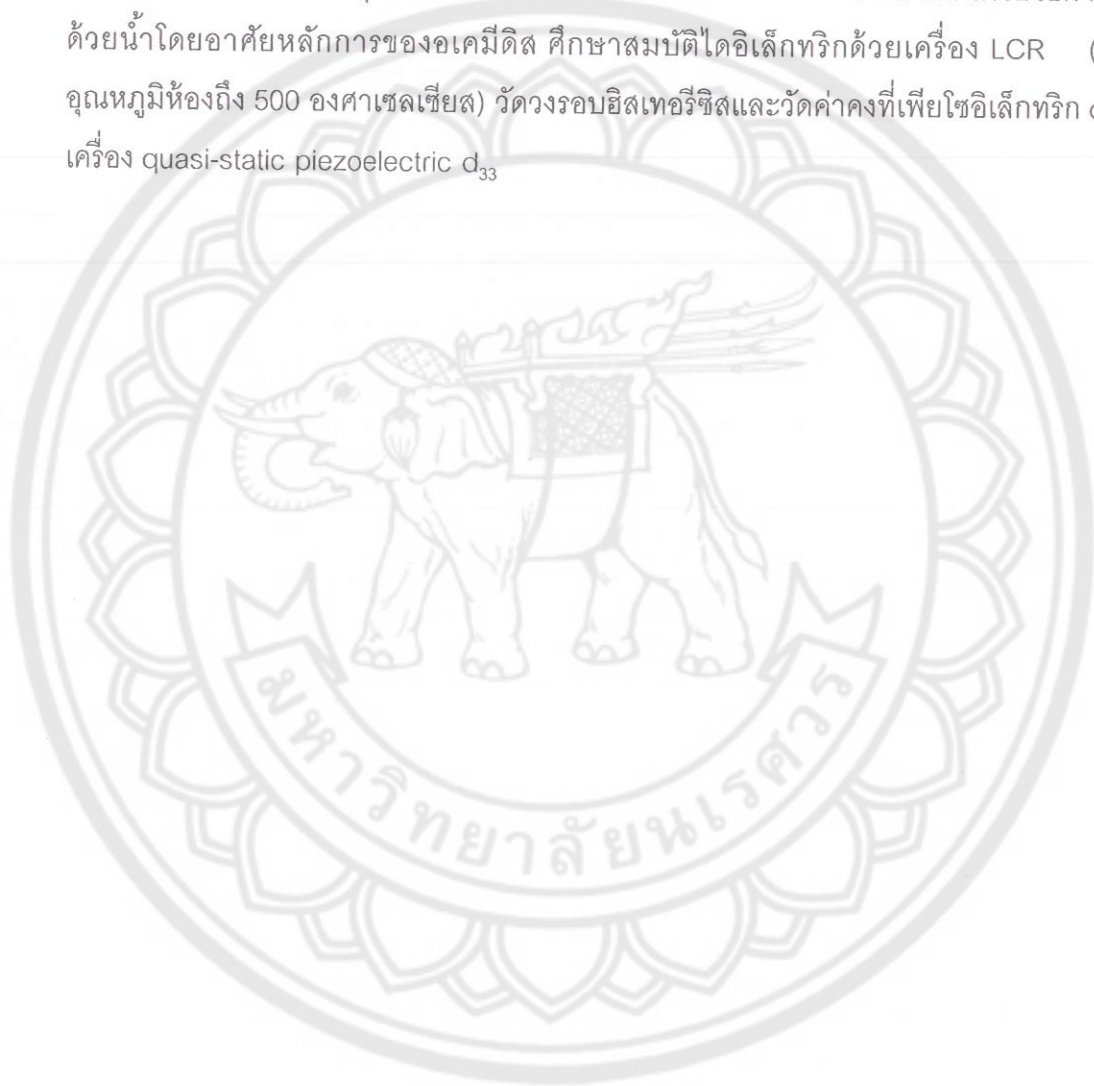 ด้วยน้ำโดยอาศัยหลักการของอเคมีดิส ศึกษาสมบัติไดอิเล็กทริกด้วยเครื่อง LCR (
อุณหภูมิห้องถึง 500 องศาเซลเซียส) วัดวงรอบฮิสเทอรีซิสและวัดค่าคงที่เพียโซอิเล็กทริก
เครื่อง quasi-static piezoelectric d₃₃
มหาวิทยาลัยนเรศวร